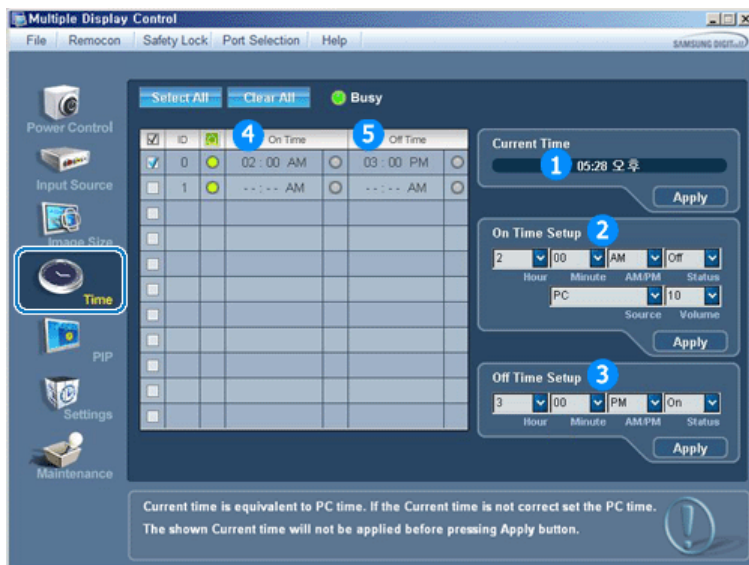 Multiple Display Control
File Remocon Safety Lock Port Selection Help
SAMSUNG DIGITall
Select All Clear All Busy
Power Control
Input Source
Image Size
Time
PIP
Settings
Maintenance
ID 4 On Time 5 Off Time
0 02 : 00 AM 03 : 00 PM
1 - - : - - AM - - : - - AM
Current Time
1 05:28 오후
Apply
On Time Setup 2
2 00 AM Off
Hour Minute AM/PM Status
PC 10
Source Volume
Apply
Off Time Setup 3
3 00 PM On
Hour Minute AM/PM Status
Apply
Current time is equivalent to PC time. If the Current time is not correct set the PC time.
The shown Current time will not be applied before pressing Apply button.